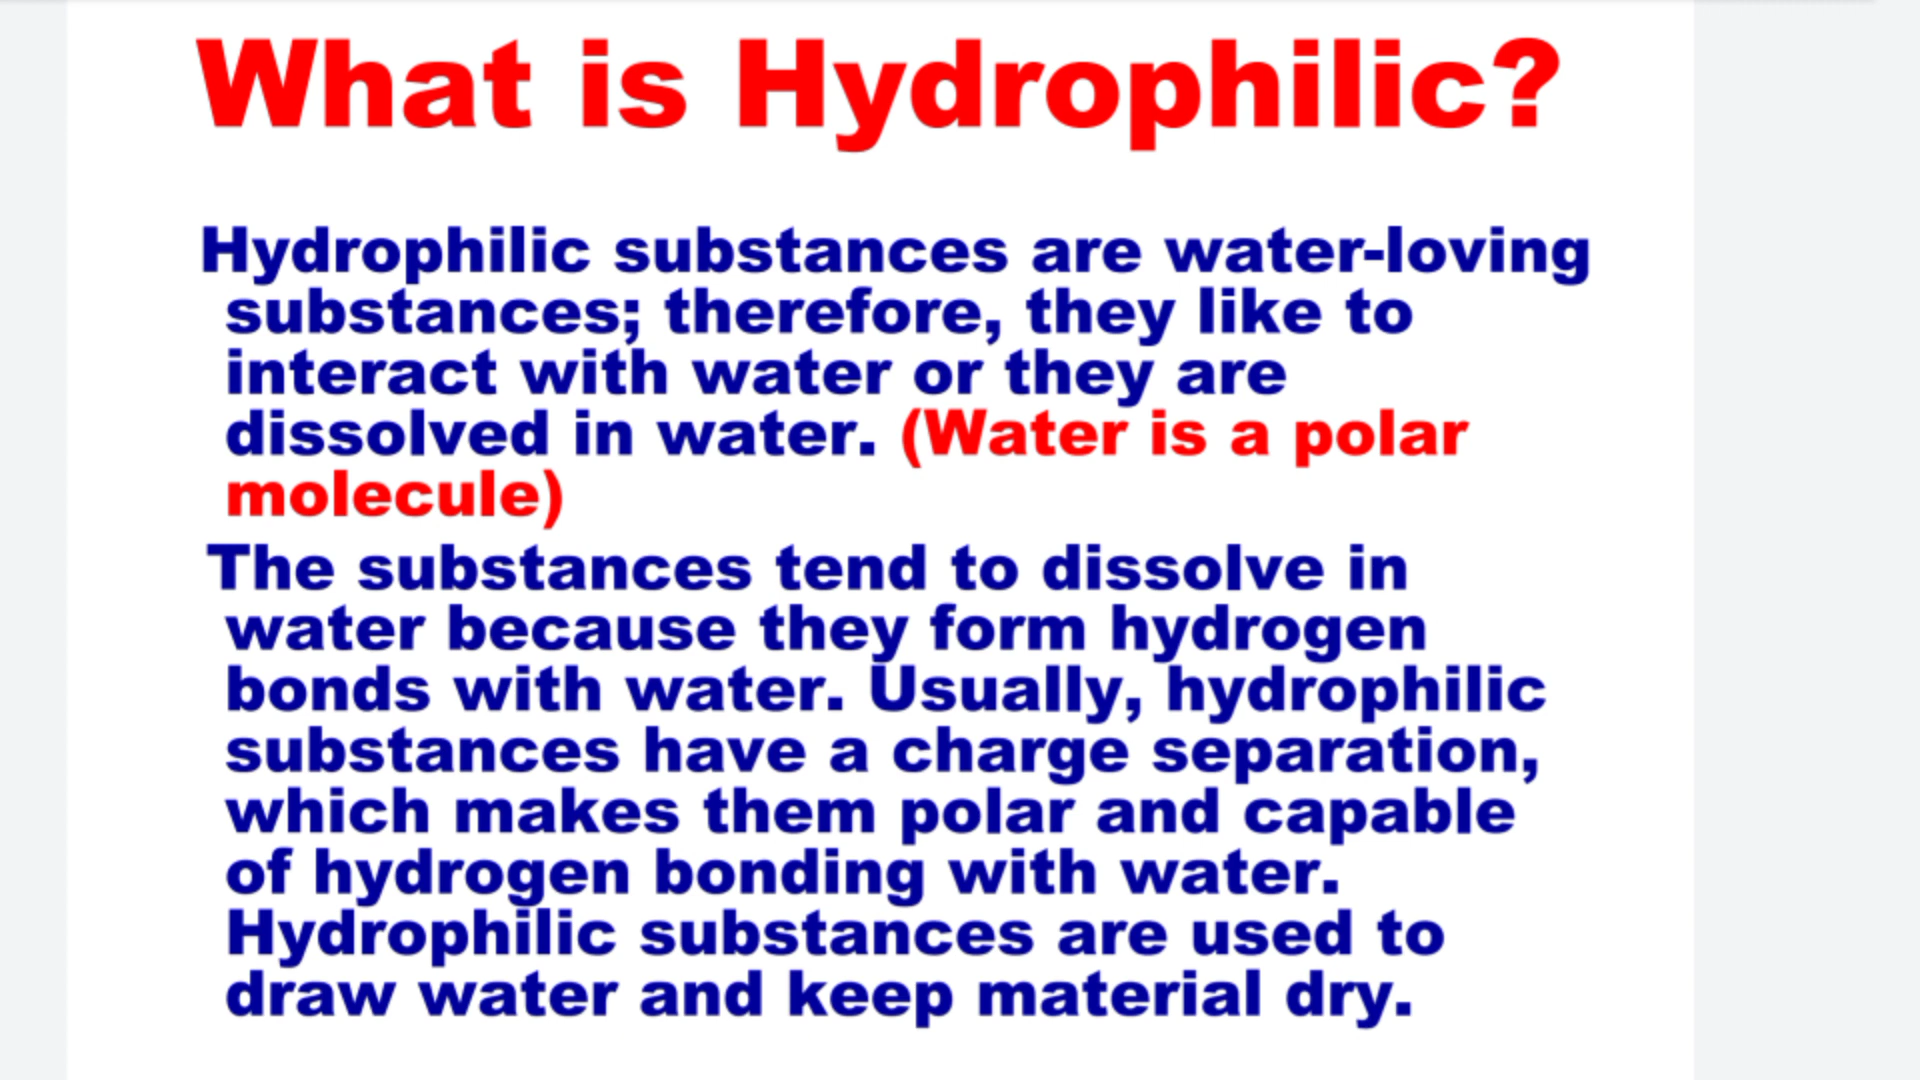 What is Hydrophilic?
Hydrophilic substances are water-loving
substances; therefore, they like to
interact with water or they are
dissolved in water. (Water is a polar
molecule)
The substances tend to dissolve in
water because they form hydrogen
bonds with water. Usually, hydrophilic
substances have a charge separation,
which makes them polar and capable
of hydrogen bonding with water.
Hydrophilic substances are used to
draw water and keep material dry.